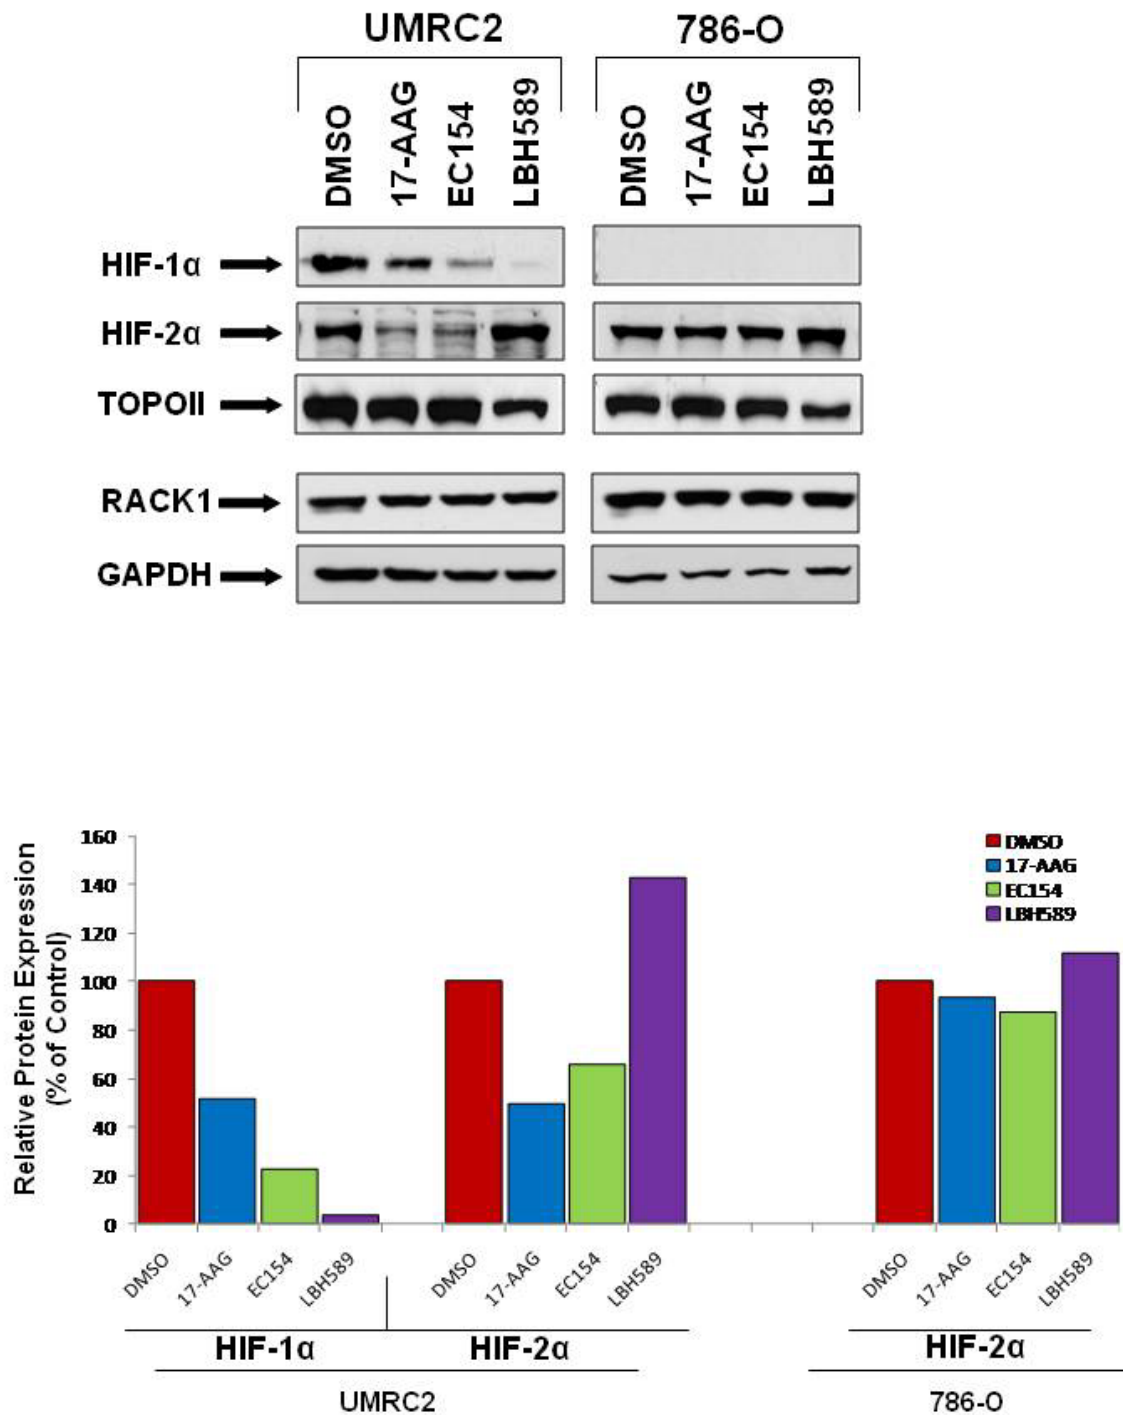 UMRC2 786-O
DMSO 17-AAG EC154 LBH589 DMSO 17-AAG EC154 LBH589
HIF-1α
HIF-2α
TOPOII
RACK1
GAPDH
Relative Protein Expression
(% of Control)
160
140
120
100
80
60
40
20
0
DMSO
17-AAG
EC154
LBH589
DMSO 17-AAG EC154 LBH589 DMSO 17-AAG EC154 LBH589 DMSO 17-AAG EC154 LBH589
HIF-1α HIF-2α HIF-2α
UMRC2 786-O